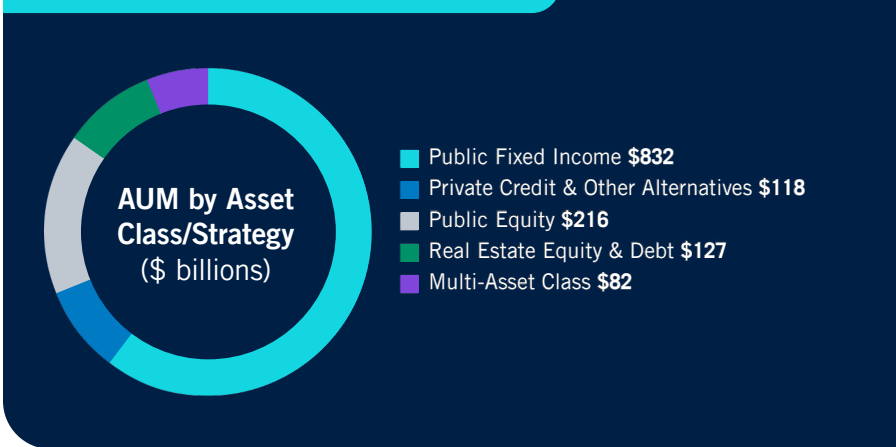 AUM by Asset
Class/Strategy
($ billions)
Public Fixed Income $832
Private Credit & Other Alternatives $118
Public Equity $216
Real Estate Equity & Debt $127
Multi-Asset Class $82